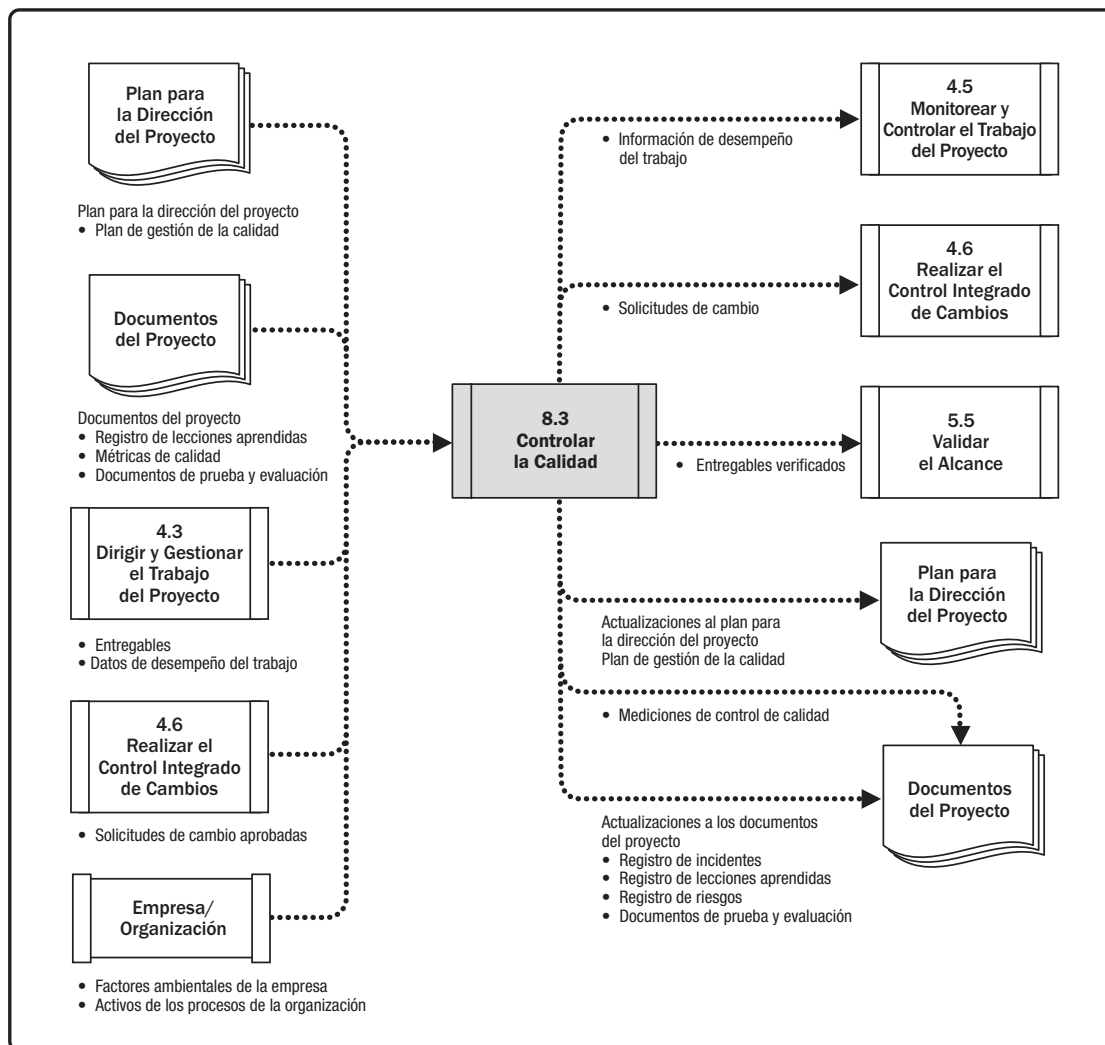 Plan para
la Dirección
del Proyecto
Plan para la dirección del proyecto
• Plan de gestión de la calidad
Documentos
del Proyecto
Documentos del proyecto
• Registro de lecciones aprendidas
• Métricas de calidad
• Documentos de prueba y evaluación
4.3
Dirigir y Gestionar
el Trabajo
del Proyecto
• Entregables
• Datos de desempeño del trabajo
4.6
Realizar el
Control Integrado
de Cambios
• Solicitudes de cambio aprobadas
Empresa/
Organización
• Factores ambientales de la empresa
• Activos de los procesos de la organización
8.3
Controlar
la Calidad
• Información de desempeño
del trabajo
4.5
Monitorear y
Controlar el Trabajo
del Proyecto
• Solicitudes de cambio
4.6
Realizar el
Control Integrado
de Cambios
• Entregables verificados
5.5
Validar
el Alcance
Actualizaciones al plan para
la dirección del proyecto
Plan de gestión de la calidad
Plan para
la Dirección
del Proyecto
• Mediciones de control de calidad
Documentos
del Proyecto
Actualizaciones a los documentos
del proyecto
• Registro de incidentes
• Registro de lecciones aprendidas
• Registro de riesgos
• Documentos de prueba y evaluación